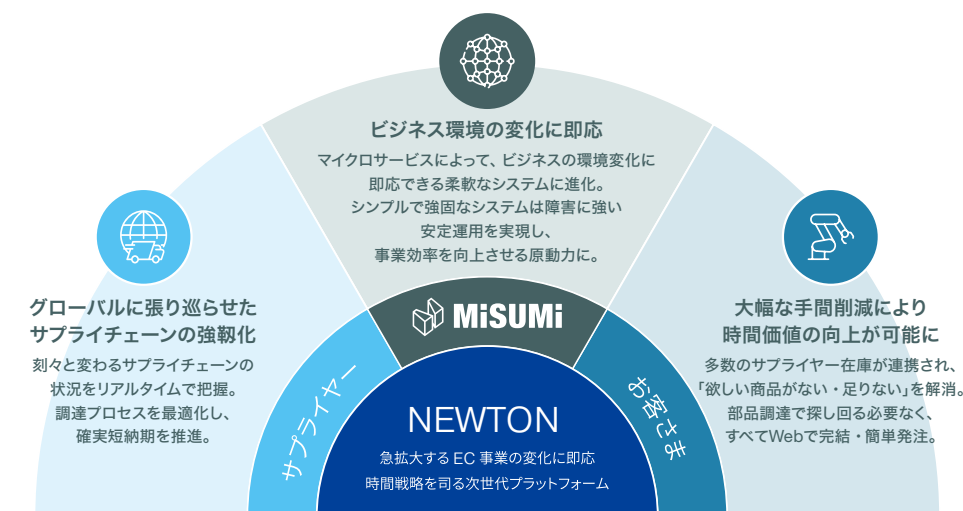 ビジネス環境の変化に即応
マイクロサービスによって、ビジネスの環境変化に
即応できる柔軟なシステムに進化。
シンプルで強固なシステムは障害に強い
安定運用を実現し、
事業効率を向上させる原動力に。
グローバルに張り巡らせた
サプライチェーンの強靱化
刻々と変わるサプライチェーンの
状況をリアルタイムで把握。
調達プロセスを最適化し、
確実短納期を推進。
大幅な手間削減により
時間価値の向上が可能に
多数のサプライヤー在庫が連携され、
「欲しい商品がない・足りない」を解消。
部品調達で探し回る必要なく、
すべてWebで完結・簡単発注。
サプライヤー
MiSUMi
お客さま
NEWTON
急拡大する EC 事業の変化に即応
時間戦略を司る次世代プラットフォーム